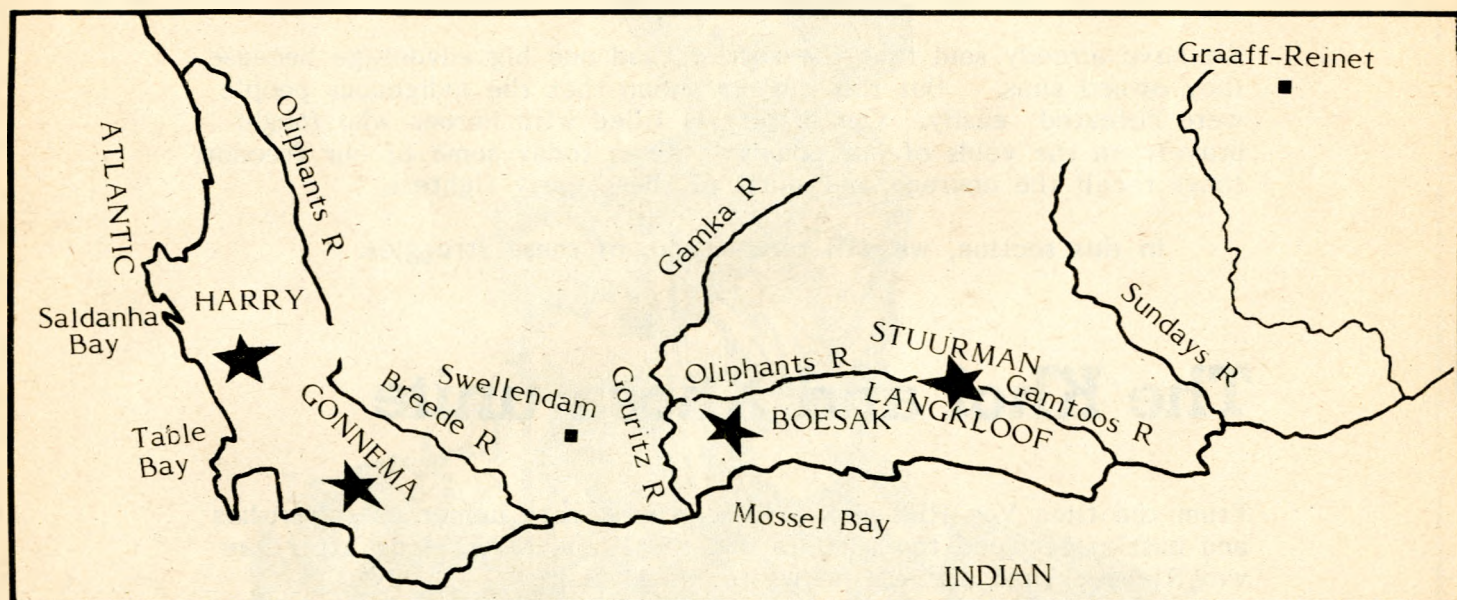 Graaff-Reinet
Oliphants R
ATLANTIC
Gamka R
HARRY
Saldanha
Bay
Sundays R
STUURMAN
Oliphants R
Swellendam
Breede R
Gouritz R
GONNEMA
LANGKLOOF
Gamtoos R
BOESAK
Table
Bay
Mossel Bay
INDIAN